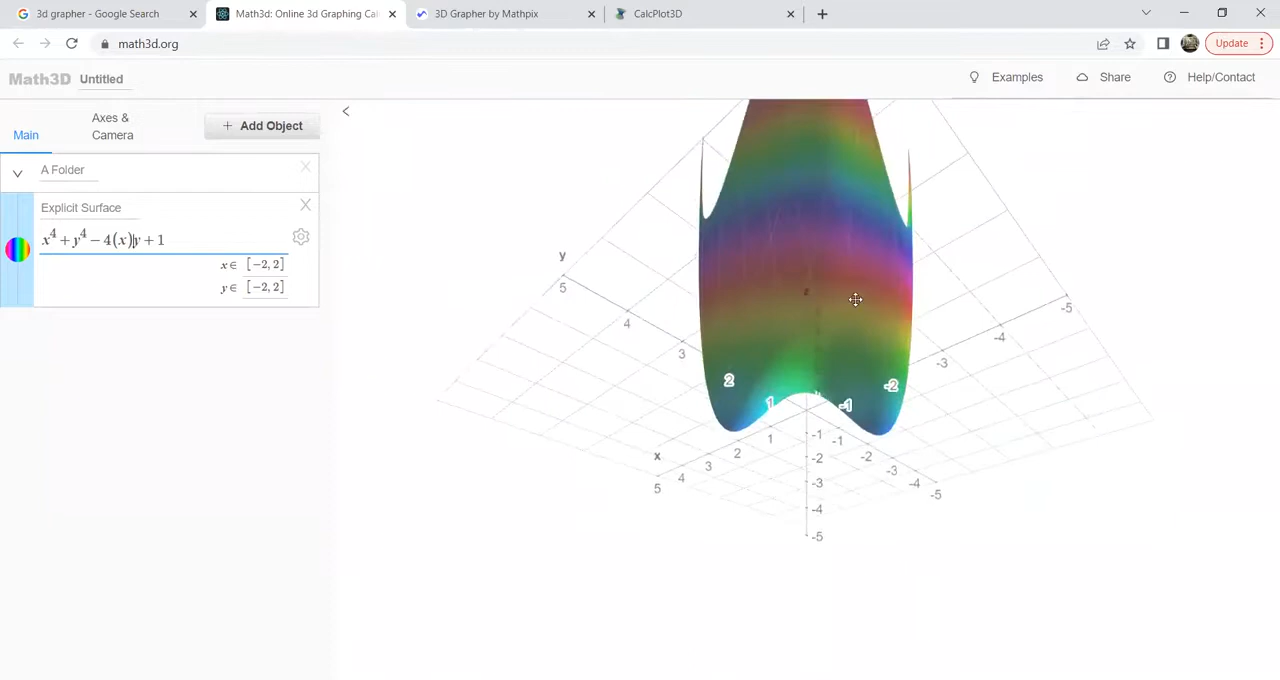 3d grapher - Google Search
Math3d: Online 3d Graphing Cal
3D Grapher by Mathpix
CalcPlot3D
math3d.org
Update
Math3D Untitled
Examples
Share
Help/Contact
Main
Axes &
Camera
+ Add Object
A Folder
Explicit Surface
x⁴ + y⁴ − 4(x)y + 1
x ∈ [−2, 2]
y ∈ [−2, 2]
y
5
4
3
-5
-4
-3
2
-2
1
-1
z
1
2
3
4
x
5
-1
-2
-3
-4
-5
-1
-2
-3
-4
-5